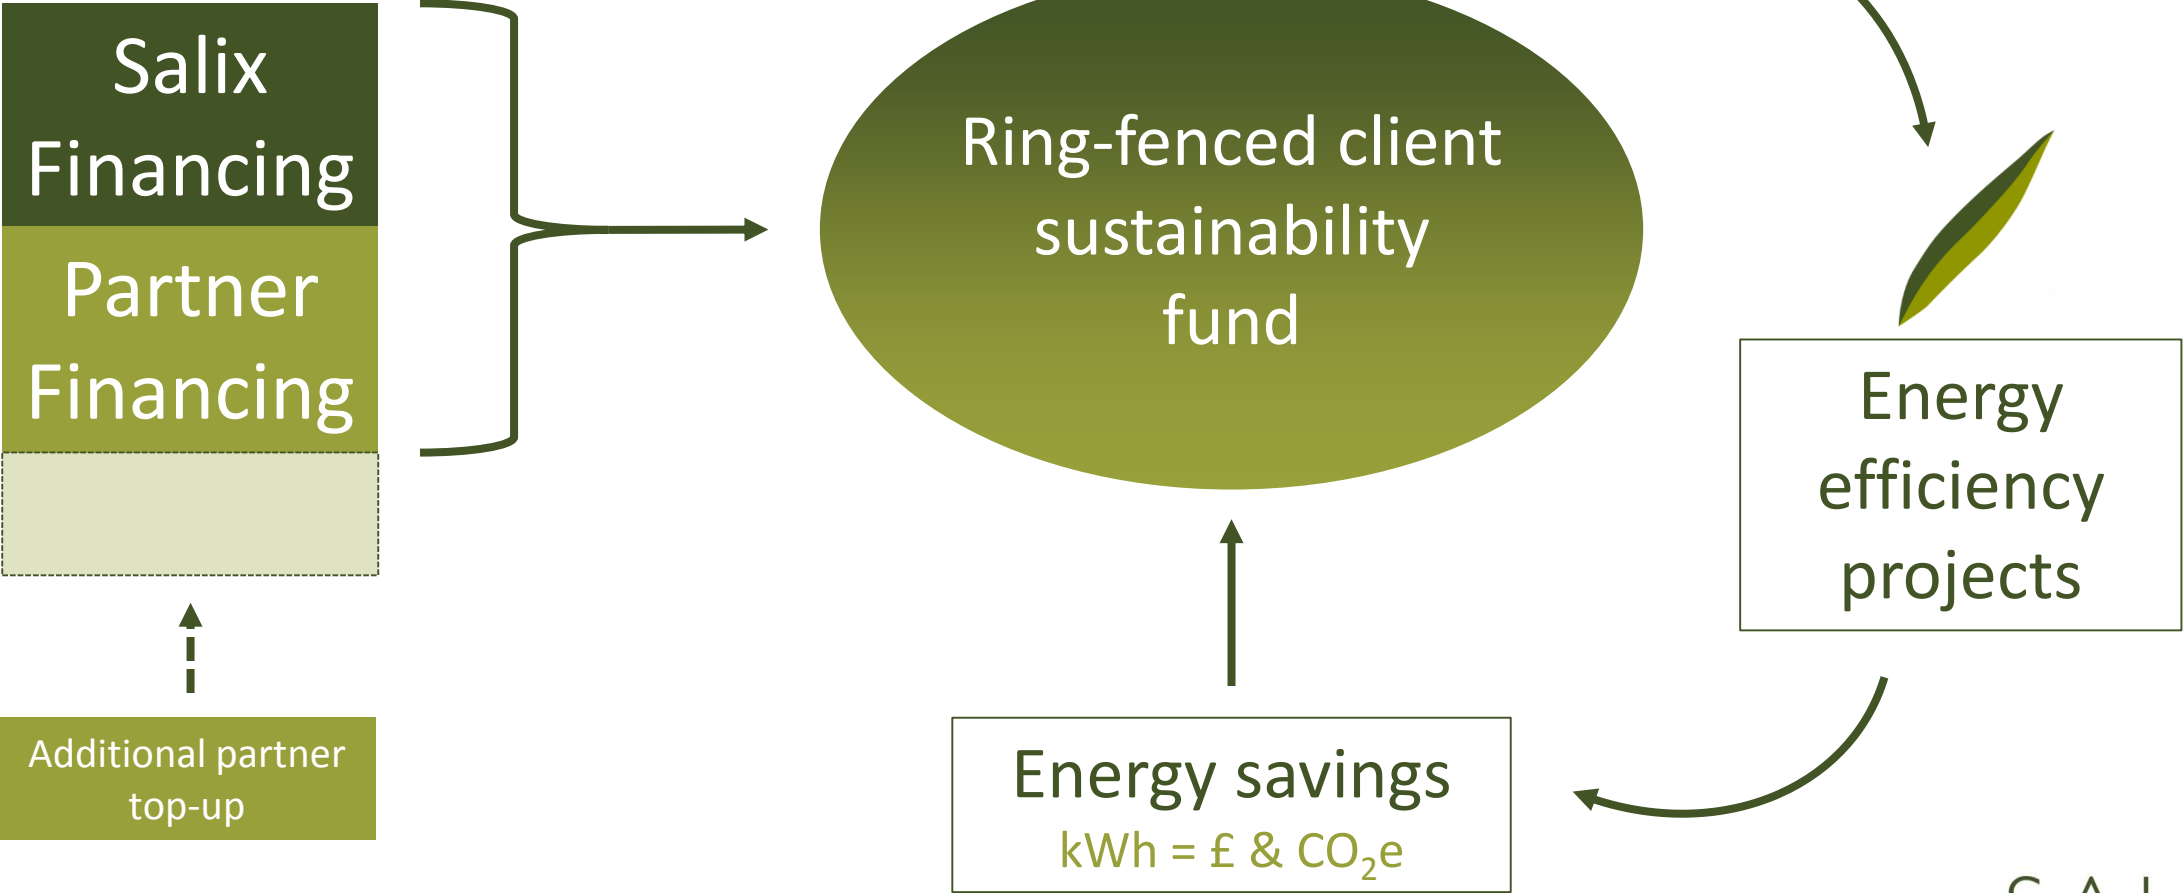 Salix
Financing
Partner
Financing
Additional partner
top-up
Ring-fenced client
sustainability
fund
Energy
efficiency
projects
Energy savings
kWh = £ & CO₂e